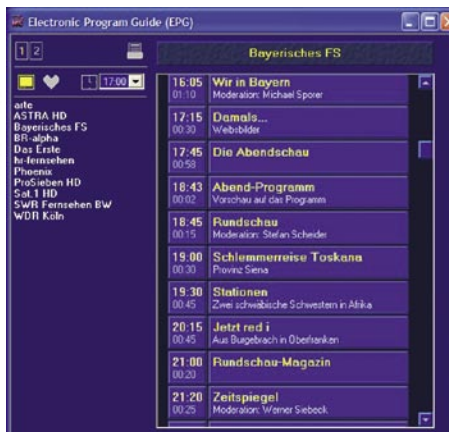 Electronic Program Guide (EPG)
1 2
Bayerisches FS
17:00
arte
ASTRA HD
Bayerisches FS
BR-alpha
Das Erste
hr-fernsehen
Phoenix
ProSieben HD
Sat.1 HD
SWR Fernsehen BW
WDR Köln
16:05 Wir in Bayern
01:10 Moderation: Michael Sporer
17:15 Damals...
00:30 Weibsbilder
17:45 Die Abendschau
00:58
18:43 Abend-Programm
00:02 Vorschau auf das Programm
18:45 Rundschau
00:15 Moderation: Stefan Scheider
19:00 Schlemmerreise Toskana
00:30 Provinz Siena
19:30 Stationen
00:45 Zwei schwäbische Schwestern in Afrika
20:15 Jetzt red i
00:45 Aus Burgebrach in Oberfranken
21:00 Rundschau-Magazin
00:20
21:20 Zeitspiegel
00:25 Moderation: Werner Siebeck